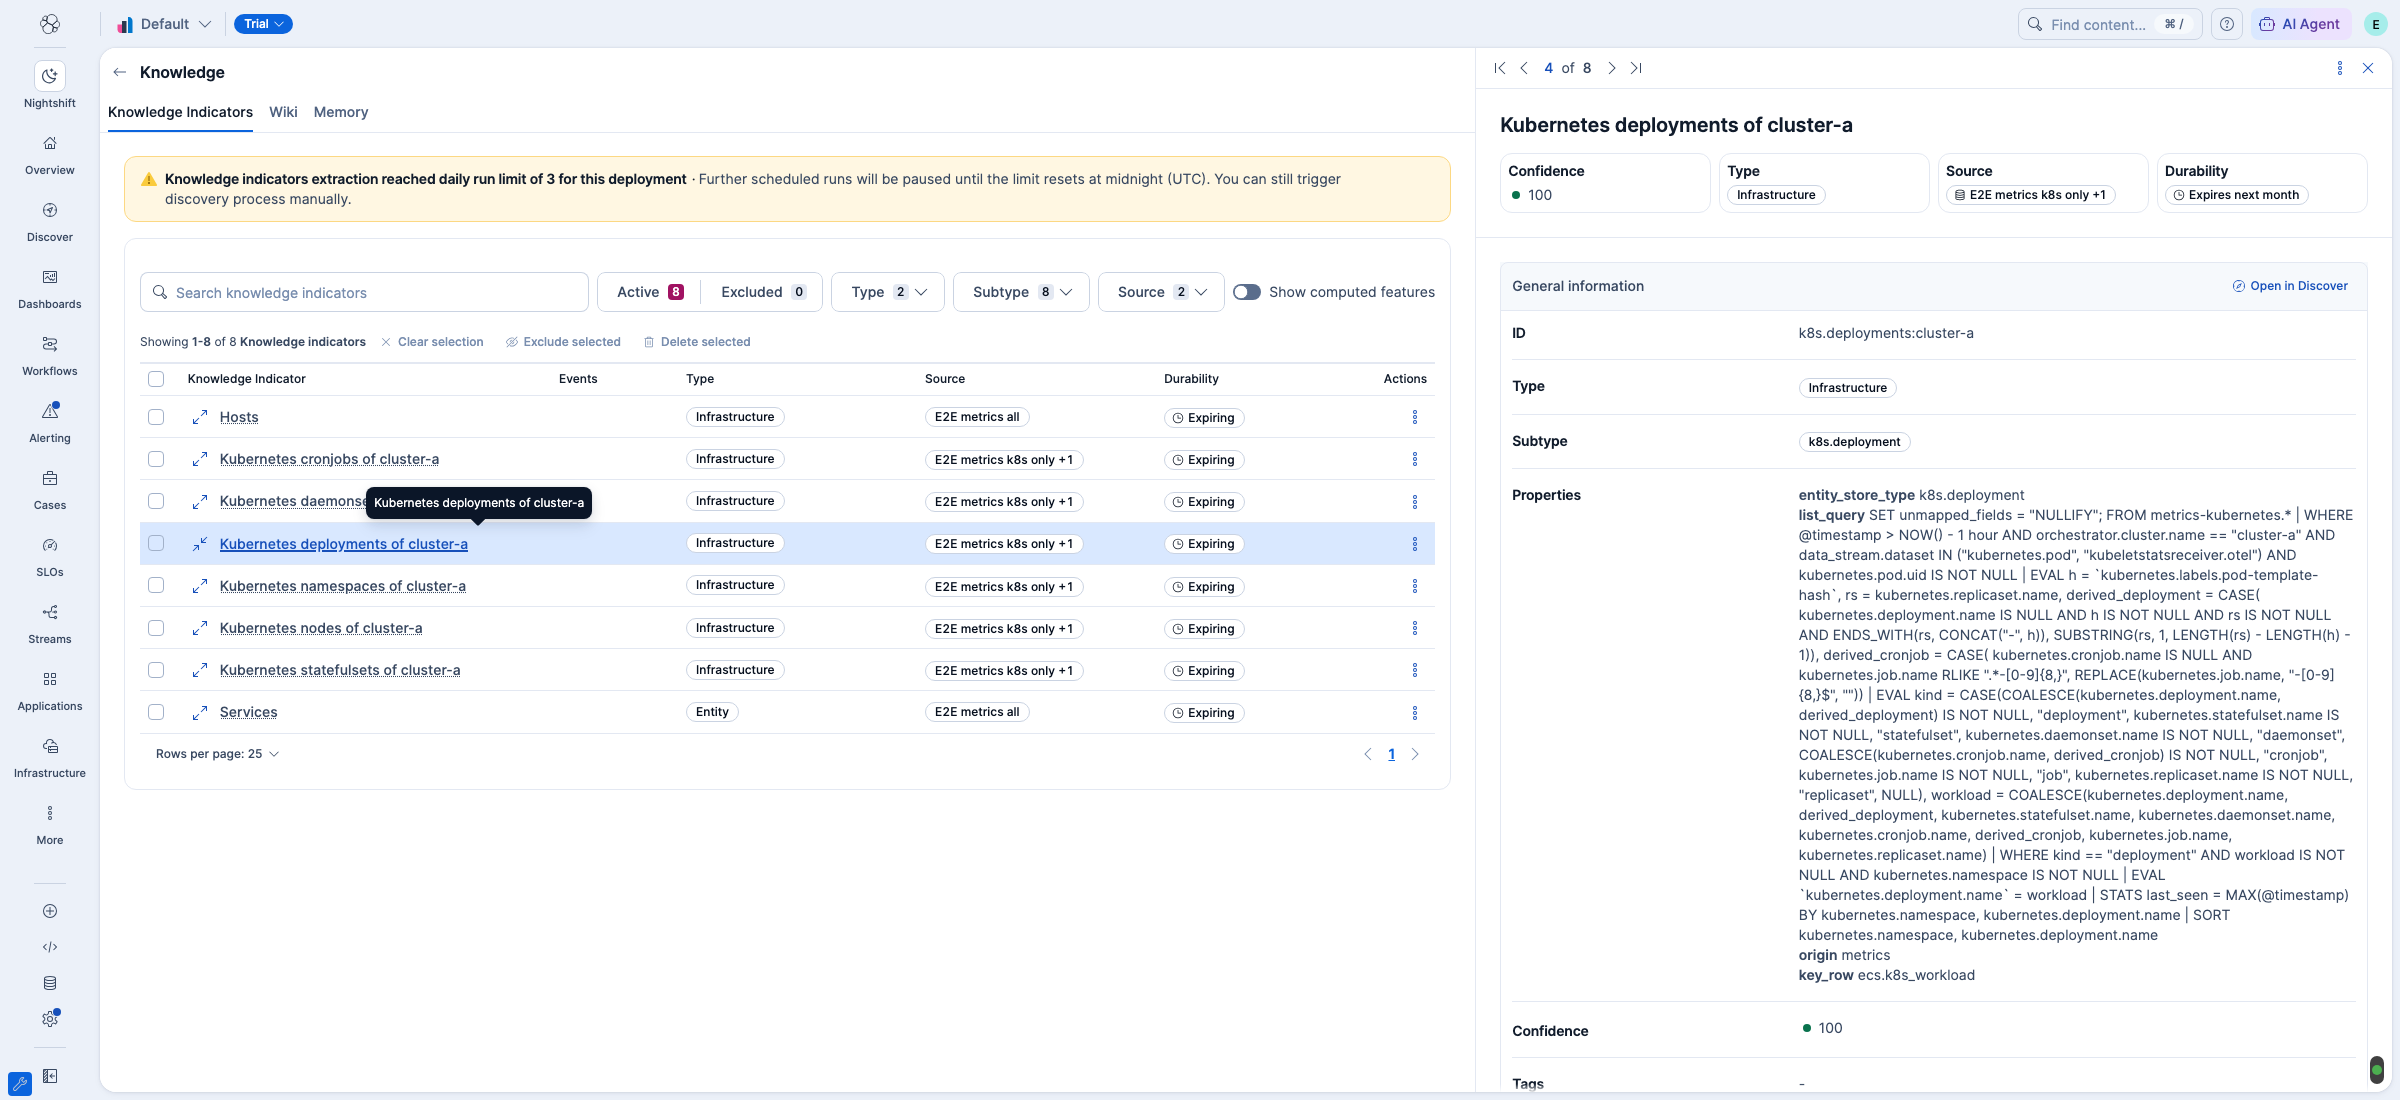 Default
Trial
Find content...
⌘ /
AI Agent
E
Nightshift
Overview
Discover
Dashboards
Workflows
Alerting
Cases
SLOs
Streams
Applications
Infrastructure
More
Knowledge
Knowledge Indicators Wiki Memory
Knowledge indicators extraction reached daily run limit of 3 for this deployment · Further scheduled runs will be paused until the limit resets at midnight (UTC). You can still trigger
discovery process manually.
Search knowledge indicators
Active 8 Excluded 0 Type 2 Subtype 8 Source 2 Show computed features
Showing 1-8 of 8 Knowledge indicators Clear selection Exclude selected Delete selected
Knowledge Indicator Events Type Source Durability Actions
Hosts Infrastructure E2E metrics all Expiring
Kubernetes cronjobs of cluster-a Infrastructure E2E metrics k8s only +1 Expiring
Kubernetes daemonse Infrastructure E2E metrics k8s only +1 Expiring
Kubernetes deployments of cluster-a
Kubernetes deployments of cluster-a Infrastructure E2E metrics k8s only +1 Expiring
Kubernetes namespaces of cluster-a Infrastructure E2E metrics k8s only +1 Expiring
Kubernetes nodes of cluster-a Infrastructure E2E metrics k8s only +1 Expiring
Kubernetes statefulsets of cluster-a Infrastructure E2E metrics k8s only +1 Expiring
Services Entity E2E metrics all Expiring
Rows per page: 25
1
4 of 8
Kubernetes deployments of cluster-a
Confidence Type Source Durability
100 Infrastructure E2E metrics k8s only +1 Expires next month
General information Open in Discover
ID k8s.deployments:cluster-a
Type Infrastructure
Subtype k8s.deployment
Properties entity_store_type k8s.deployment
list_query SET unmapped_fields = "NULLIFY"; FROM metrics-kubernetes.* | WHERE
@timestamp > NOW() - 1 hour AND orchestrator.cluster.name == "cluster-a" AND
data_stream.dataset IN ("kubernetes.pod", "kubeletstatsreceiver.otel") AND
kubernetes.pod.uid IS NOT NULL | EVAL h = `kubernetes.labels.pod-template-
hash`, rs = kubernetes.replicaset.name, derived_deployment = CASE(
kubernetes.deployment.name IS NULL AND h IS NOT NULL AND rs IS NOT NULL
AND ENDS_WITH(rs, CONCAT("-", h)), SUBSTRING(rs, 1, LENGTH(rs) - LENGTH(h) -
1)), derived_cronjob = CASE( kubernetes.cronjob.name IS NULL AND
kubernetes.job.name RLIKE ".*-[0-9]{8,}", REPLACE(kubernetes.job.name, "-[0-9]
{8,}$", "")) | EVAL kind = CASE(COALESCE(kubernetes.deployment.name,
derived_deployment) IS NOT NULL, "deployment", kubernetes.statefulset.name IS
NOT NULL, "statefulset", kubernetes.daemonset.name IS NOT NULL, "daemonset",
COALESCE(kubernetes.cronjob.name, derived_cronjob) IS NOT NULL, "cronjob",
kubernetes.job.name IS NOT NULL, "job", kubernetes.replicaset.name IS NOT NULL,
"replicaset", NULL), workload = COALESCE(kubernetes.deployment.name,
derived_deployment, kubernetes.statefulset.name, kubernetes.daemonset.name,
kubernetes.cronjob.name, derived_cronjob, kubernetes.job.name,
kubernetes.replicaset.name) | WHERE kind == "deployment" AND workload IS NOT
NULL AND kubernetes.namespace IS NOT NULL | EVAL
`kubernetes.deployment.name` = workload | STATS last_seen = MAX(@timestamp)
BY kubernetes.namespace, kubernetes.deployment.name | SORT
kubernetes.namespace, kubernetes.deployment.name
origin metrics
key_row ecs.k8s_workload
Confidence 100
Tags -